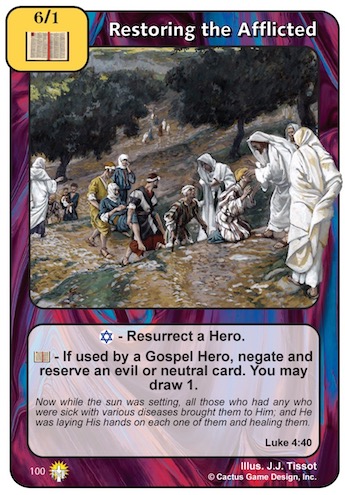 6/1
Restoring the Afflicted
- Resurrect a Hero.
- If used by a Gospel Hero, negate and
reserve an evil or neutral card. You may
draw 1.
Now while the sun was setting, all those who had any who
were sick with various diseases brought them to Him; and He
was laying His hands on each one of them and healing them.
Luke 4:40
Illus. J.J. Tissot
100
© Cactus Game Design, Inc.